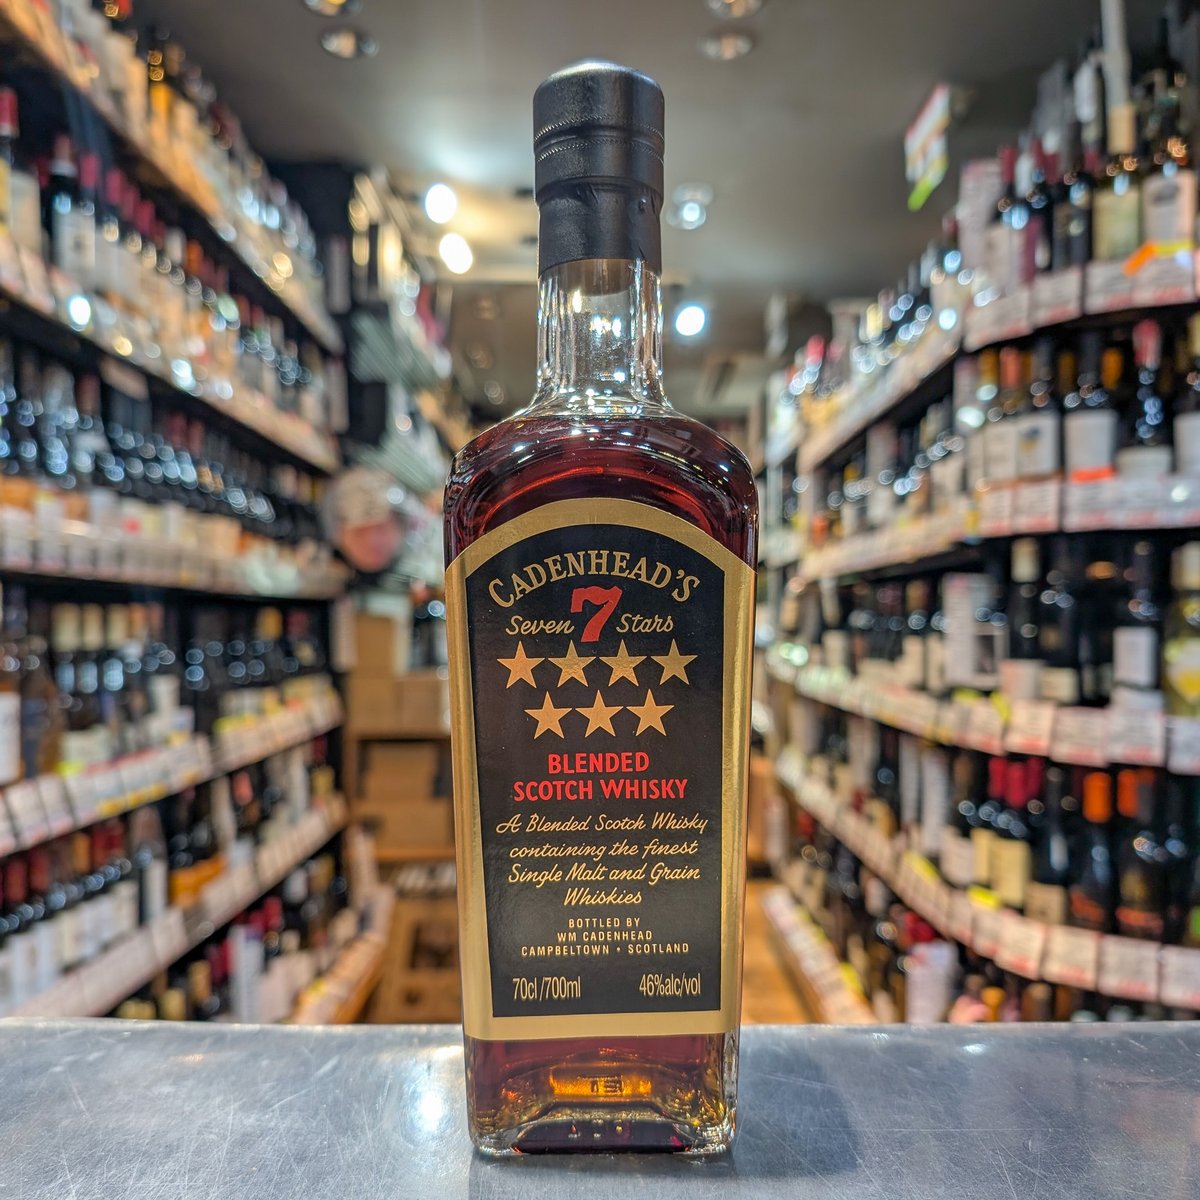 CADENHEAD'S
Seven 7 Stars
BLENDED
SCOTCH WHISKY
A Blended Scotch Whisky
containing the finest
Single Malt and Grain
Whiskies
BOTTLED BY
WM CADENHEAD
CAMPBELTOWN • SCOTLAND
70cl/700ml 46%alc/vol